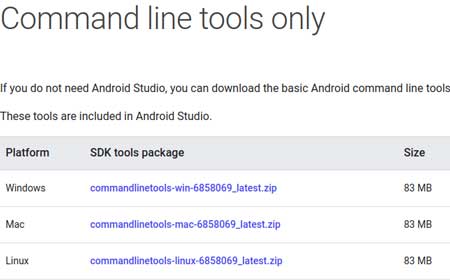 Command line tools only
If you do not need Android Studio, you can download the basic Android command line tools
These tools are included in Android Studio.
Platform SDK tools package Size
Windows commandlinetools-win-6858069_latest.zip 83 MB
Mac commandlinetools-mac-6858069_latest.zip 83 MB
Linux commandlinetools-linux-6858069_latest.zip 83 MB